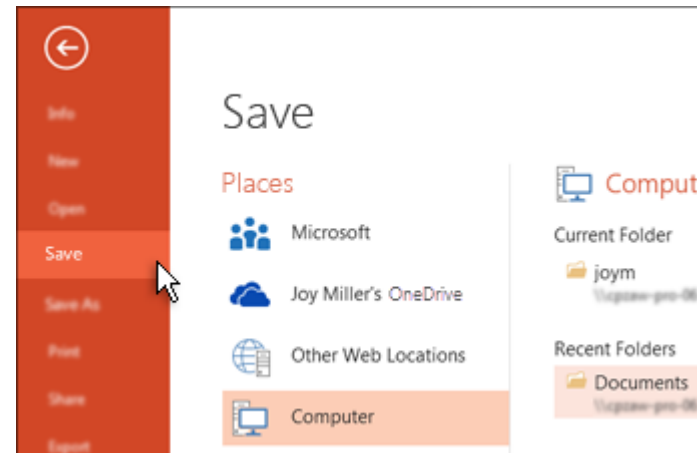 Info
New
Open
Save
Save As
Print
Share
Export
Save
Places
Microsoft
Joy Miller's OneDrive
Other Web Locations
Computer
Comput
Current Folder
joym
Recent Folders
Documents